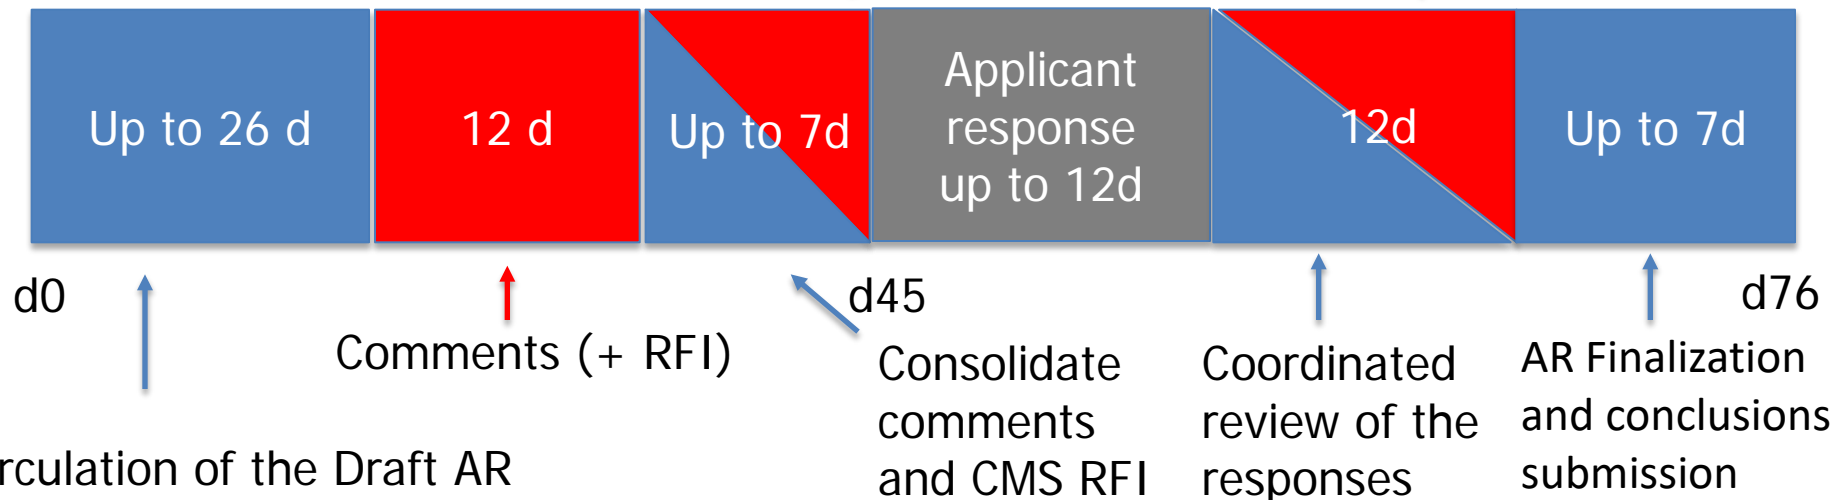 Up to 26 d
12 d
Up to 7d
Applicant
response
up to 12d
12d
Up to 7d
d0
d45
d76
Comments (+ RFI)
Consolidate
comments
and CMS RFI
Coordinated
review of the
responses
AR Finalization
and conclusions
submission
of the Draft AR